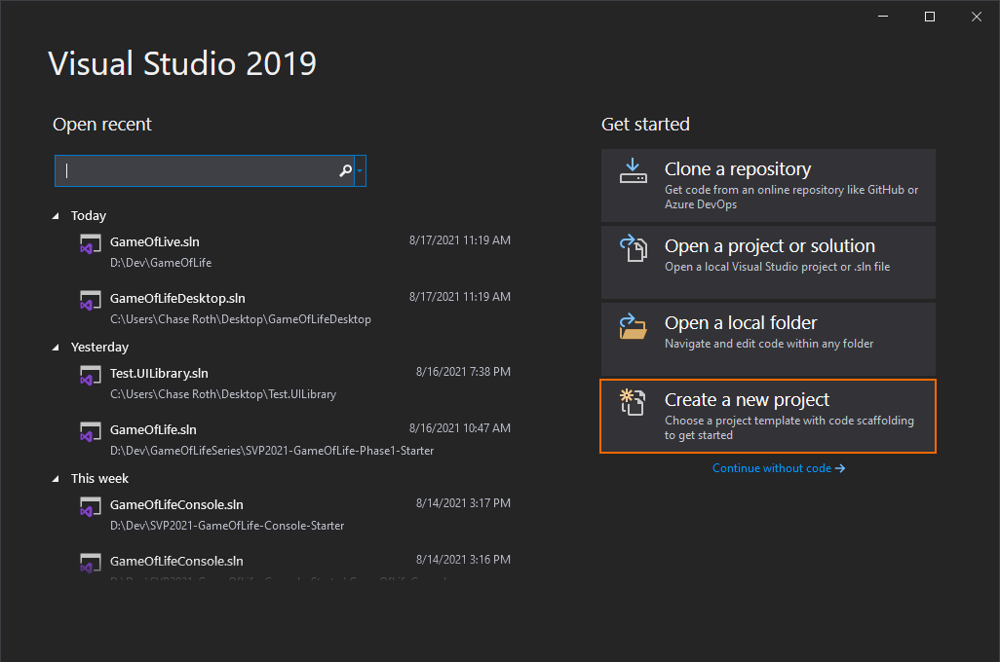 Visual Studio 2019
Open recent
Today
GameOfLive.sln
8/17/2021 11:19 AM
D:\Dev\GameOfLife
GameOfLifeDesktop.sln
8/17/2021 11:19 AM
C:\Users\Chase Roth\Desktop\GameOfLifeDesktop
Yesterday
Test.UILibrary.sln
8/16/2021 7:38 PM
C:\Users\Chase Roth\Desktop\Test.UILibrary
GameOfLife.sln
8/16/2021 10:47 AM
D:\Dev\GameOfLifeSeries\SVP2021-GameOfLife-Phase1-Starter
This week
GameOfLifeConsole.sln
8/14/2021 3:17 PM
D:\Dev\SVP2021-GameOfLife-Console-Starter
GameOfLifeConsole.sln
8/14/2021 3:16 PM
Get started
Clone a repository
Get code from an online repository like GitHub or
Azure DevOps
Open a project or solution
Open a local Visual Studio project or .sln file
Open a local folder
Navigate and edit code within any folder
Create a new project
Choose a project template with code scaffolding
to get started
Continue without code →